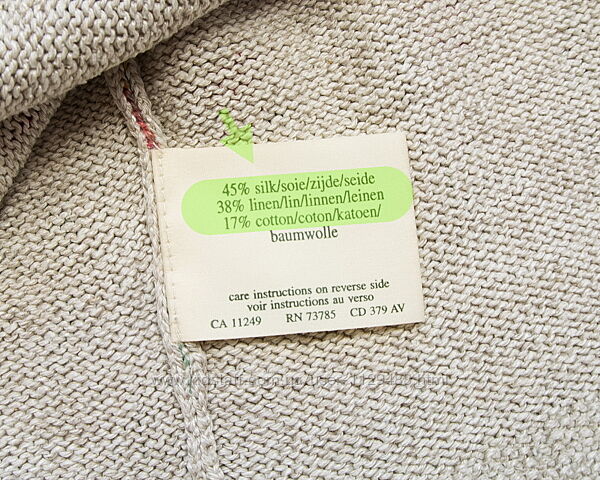 45% silk/soie/zijde/seide
38% linen/lin/linnen/leinen
17% cotton/coton/katoen/
baumwolle
care instructions on reverse side
voir instructions au verso
CA 11249 RN 73785 CD 379 AV